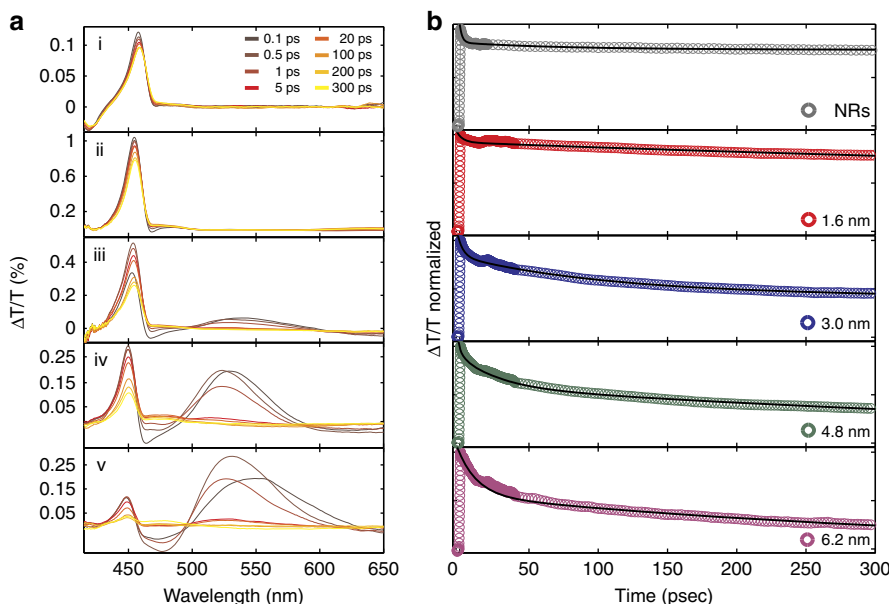 a
b
i
ii
iii
iv
v
0.1 ps
0.5 ps
1 ps
5 ps
20 ps
100 ps
200 ps
300 ps
0.1
0
1
0.6
0.2
0.4
0.2
0
0.25
0.15
0.05
0.25
0.15
0.05
ΔT/T (%)
450
500
550
600
650
Wavelength (nm)
ΔT/T normalized
NRs
1.6 nm
3.0 nm
4.8 nm
6.2 nm
0
50
100
150
200
250
300
Time (psec)